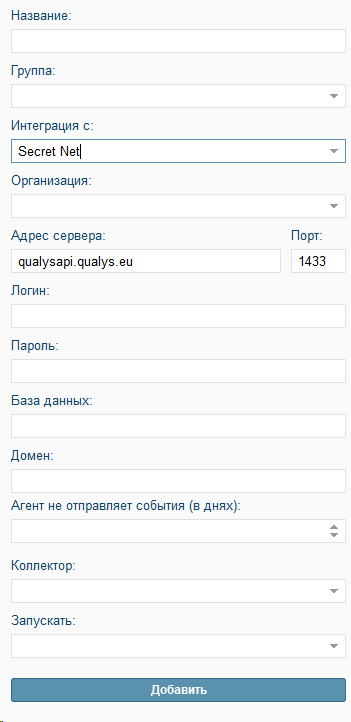 Название:
Группа:
Интеграция с:
Secret Net
Организация:
Адрес сервера: Порт:
qualysapi.qualys.eu 1433
Логин:
Пароль:
База данных:
Домен:
Агент не отправляет события (в днях):
Коллектор:
Запускать:
Добавить